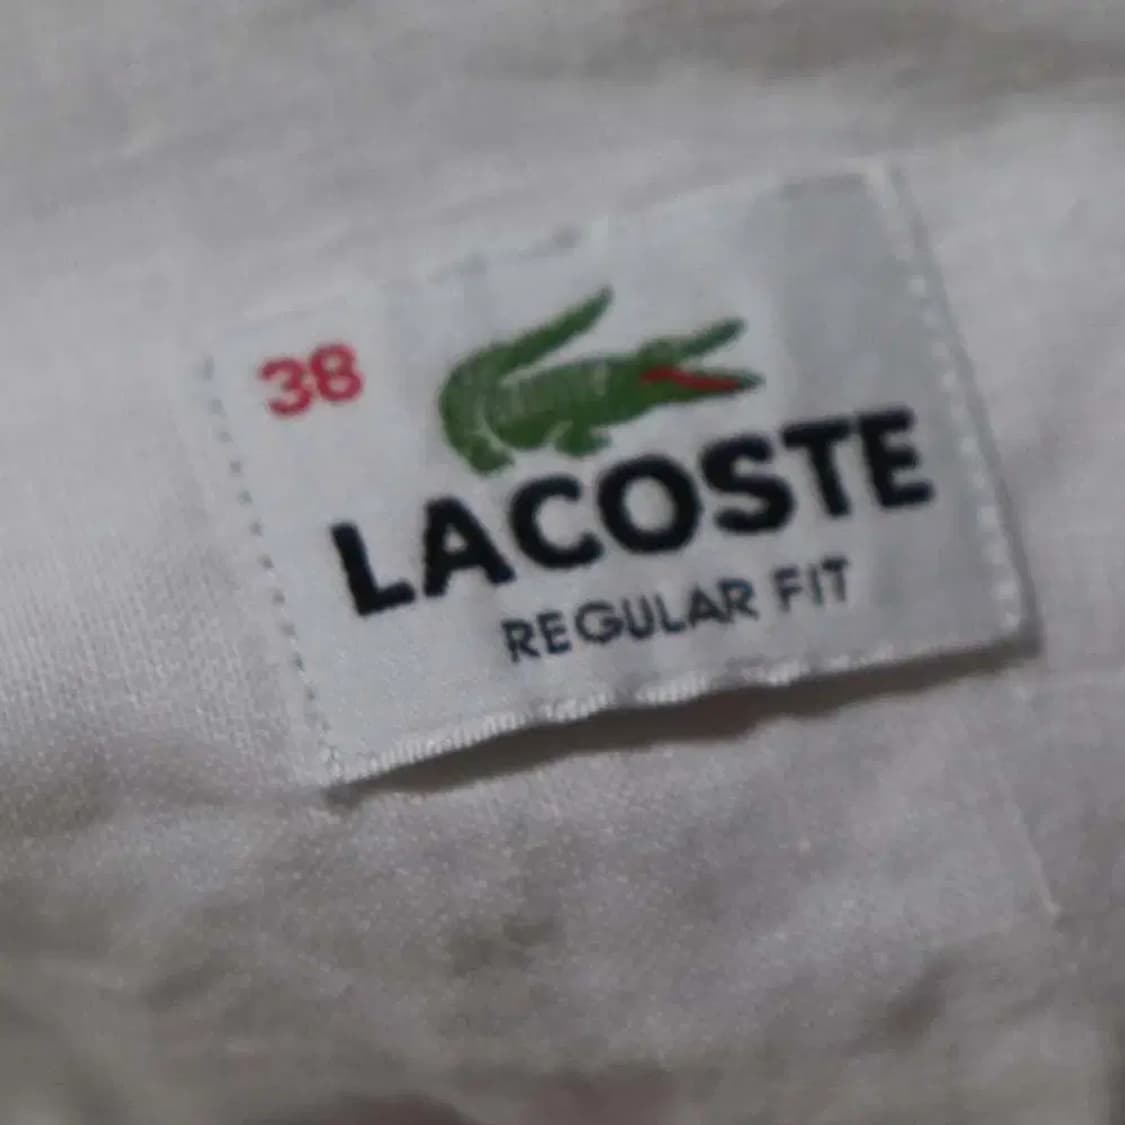 38
LACOSTE
REGULAR FIT